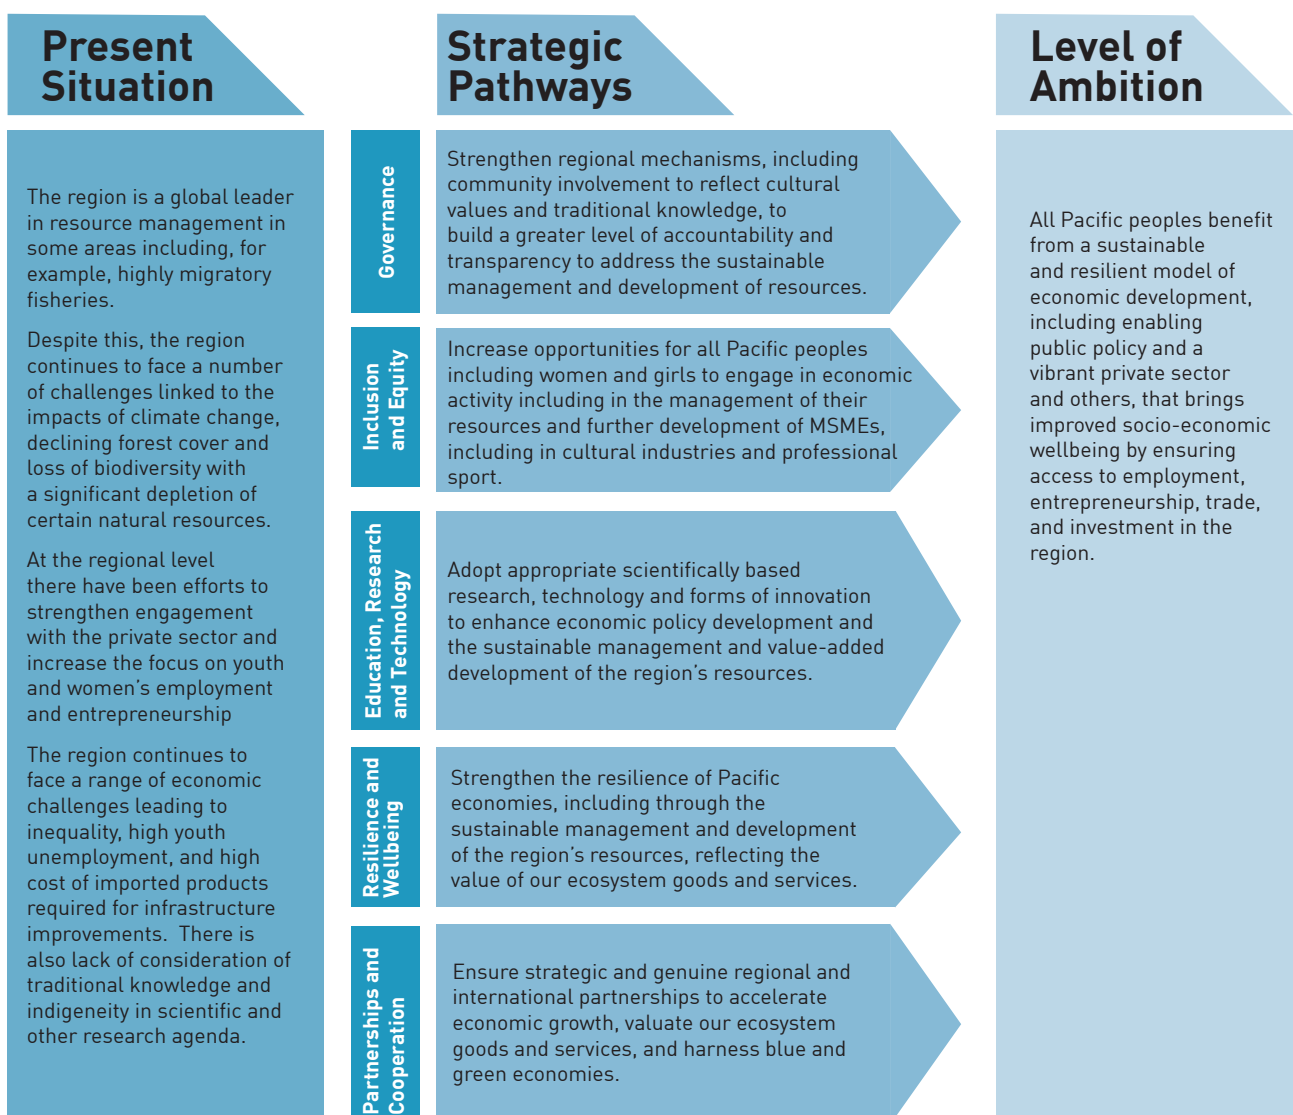 Present
Situation
The region is a global leader
in resource management in
some areas including, for
example, highly migratory
fisheries.
Despite this, the region
continues to face a number
of challenges linked to the
impacts of climate change,
declining forest cover and
loss of biodiversity with
a significant depletion of
certain natural resources.
At the regional level
there have been efforts to
strengthen engagement
with the private sector and
increase the focus on youth
and women’s employment
and entrepreneurship
The region continues to
face a range of economic
challenges leading to
inequality, high youth
unemployment, and high
cost of imported products
required for infrastructure
improvements.  There is
also lack of consideration of
traditional knowledge and
indigeneity in scientific and
other research agenda.
Strategic
Pathways
Governance
Strengthen regional mechanisms, including
community involvement to reflect cultural
values and traditional knowledge, to
build a greater level of accountability and
transparency to address the sustainable
management and development of resources.
Inclusion
and Equity
Increase opportunities for all Pacific peoples
including women and girls to engage in economic
activity including in the management of their
resources and further development of MSMEs,
including in cultural industries and professional
sport.
Education, Research
and Technology
Adopt appropriate scientifically based
research, technology and forms of innovation
to enhance economic policy development and
the sustainable management and value-added
development of the region’s resources.
Resilience and
Wellbeing
Strengthen the resilience of Pacific
economies, including through the
sustainable management and development
of the region’s resources, reflecting the
value of our ecosystem goods and services.
Partnerships and
Cooperation
Ensure strategic and genuine regional and
international partnerships to accelerate
economic growth, valuate our ecosystem
goods and services, and harness blue and
green economies.
Level of
Ambition
All Pacific peoples benefit
from a sustainable
and resilient model of
economic development,
including enabling
public policy and a
vibrant private sector
and others, that brings
improved socio-economic
wellbeing by ensuring
access to employment,
entrepreneurship, trade,
and investment in the
region.